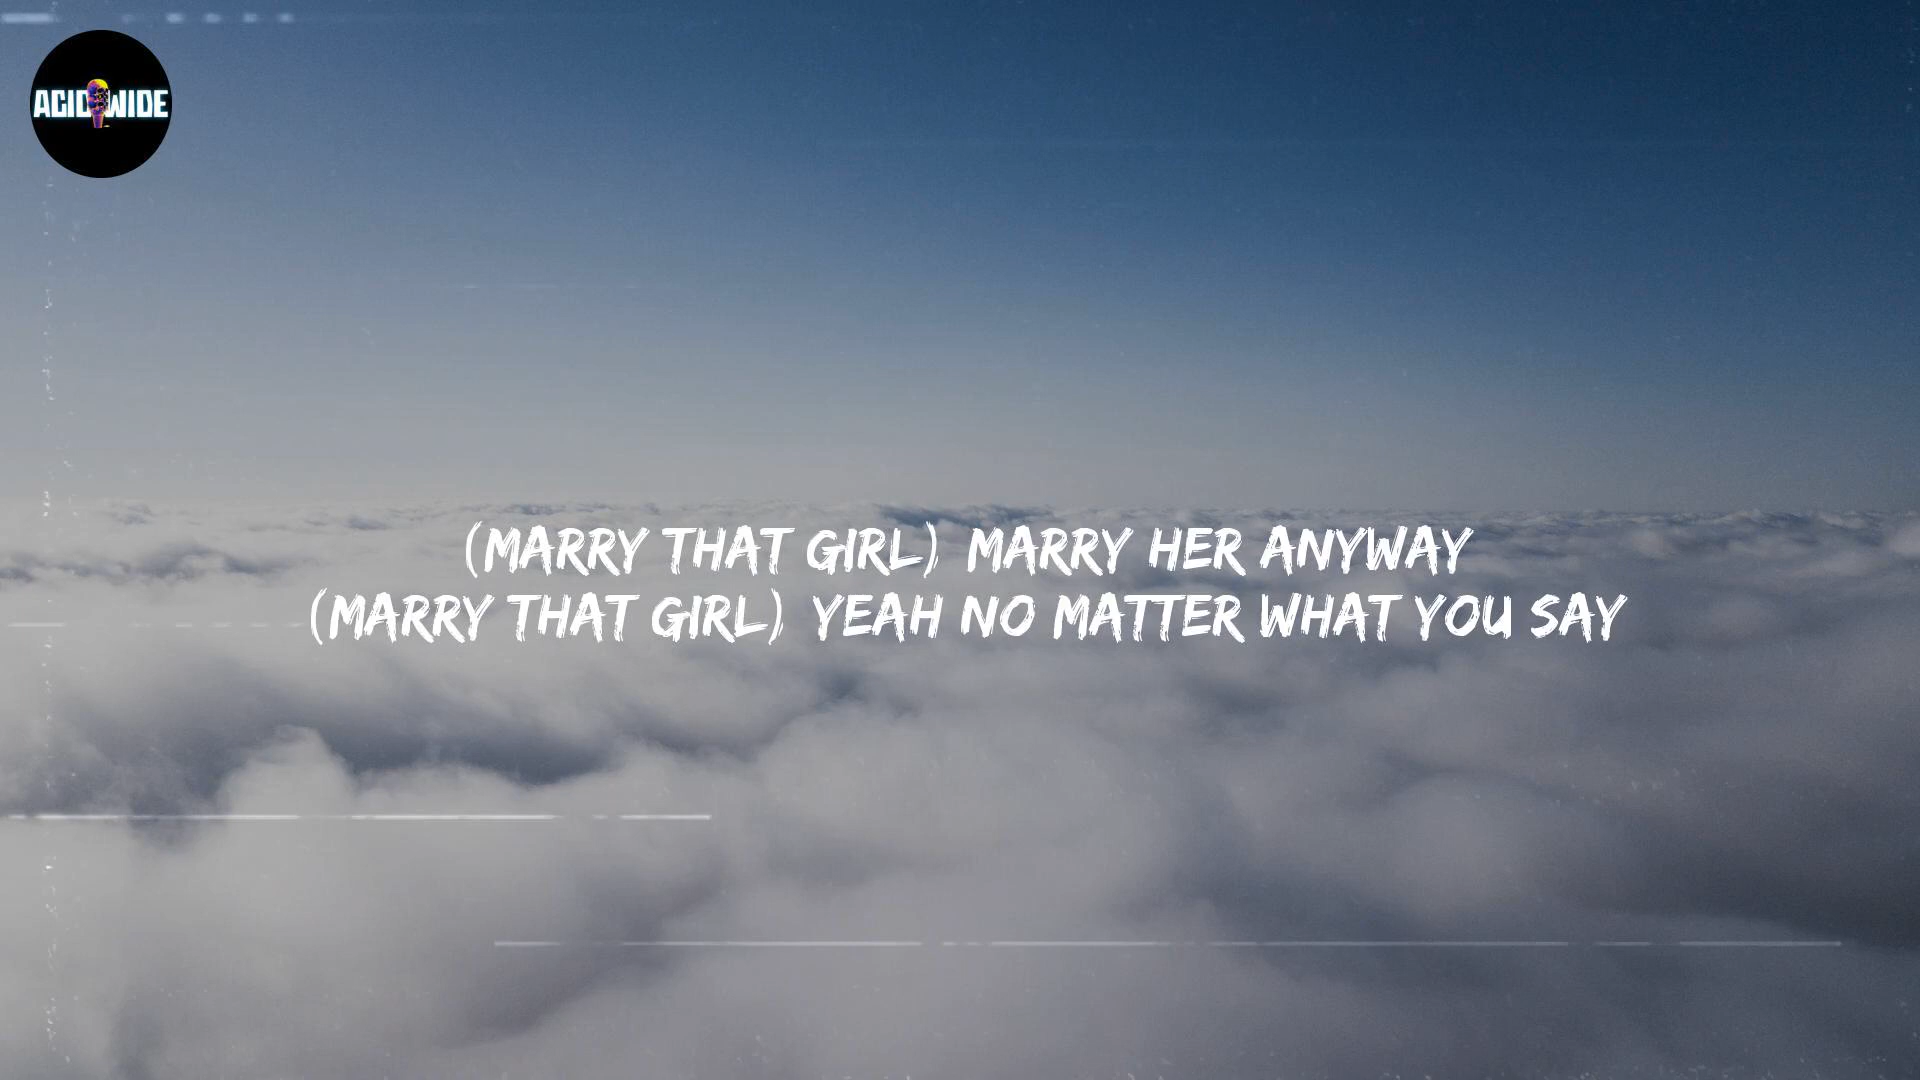 ACID WIDE
(MARRY THAT GIRL) MARRY HER ANYWAY
(MARRY THAT GIRL) YEAH NO MATTER WHAT YOU SAY